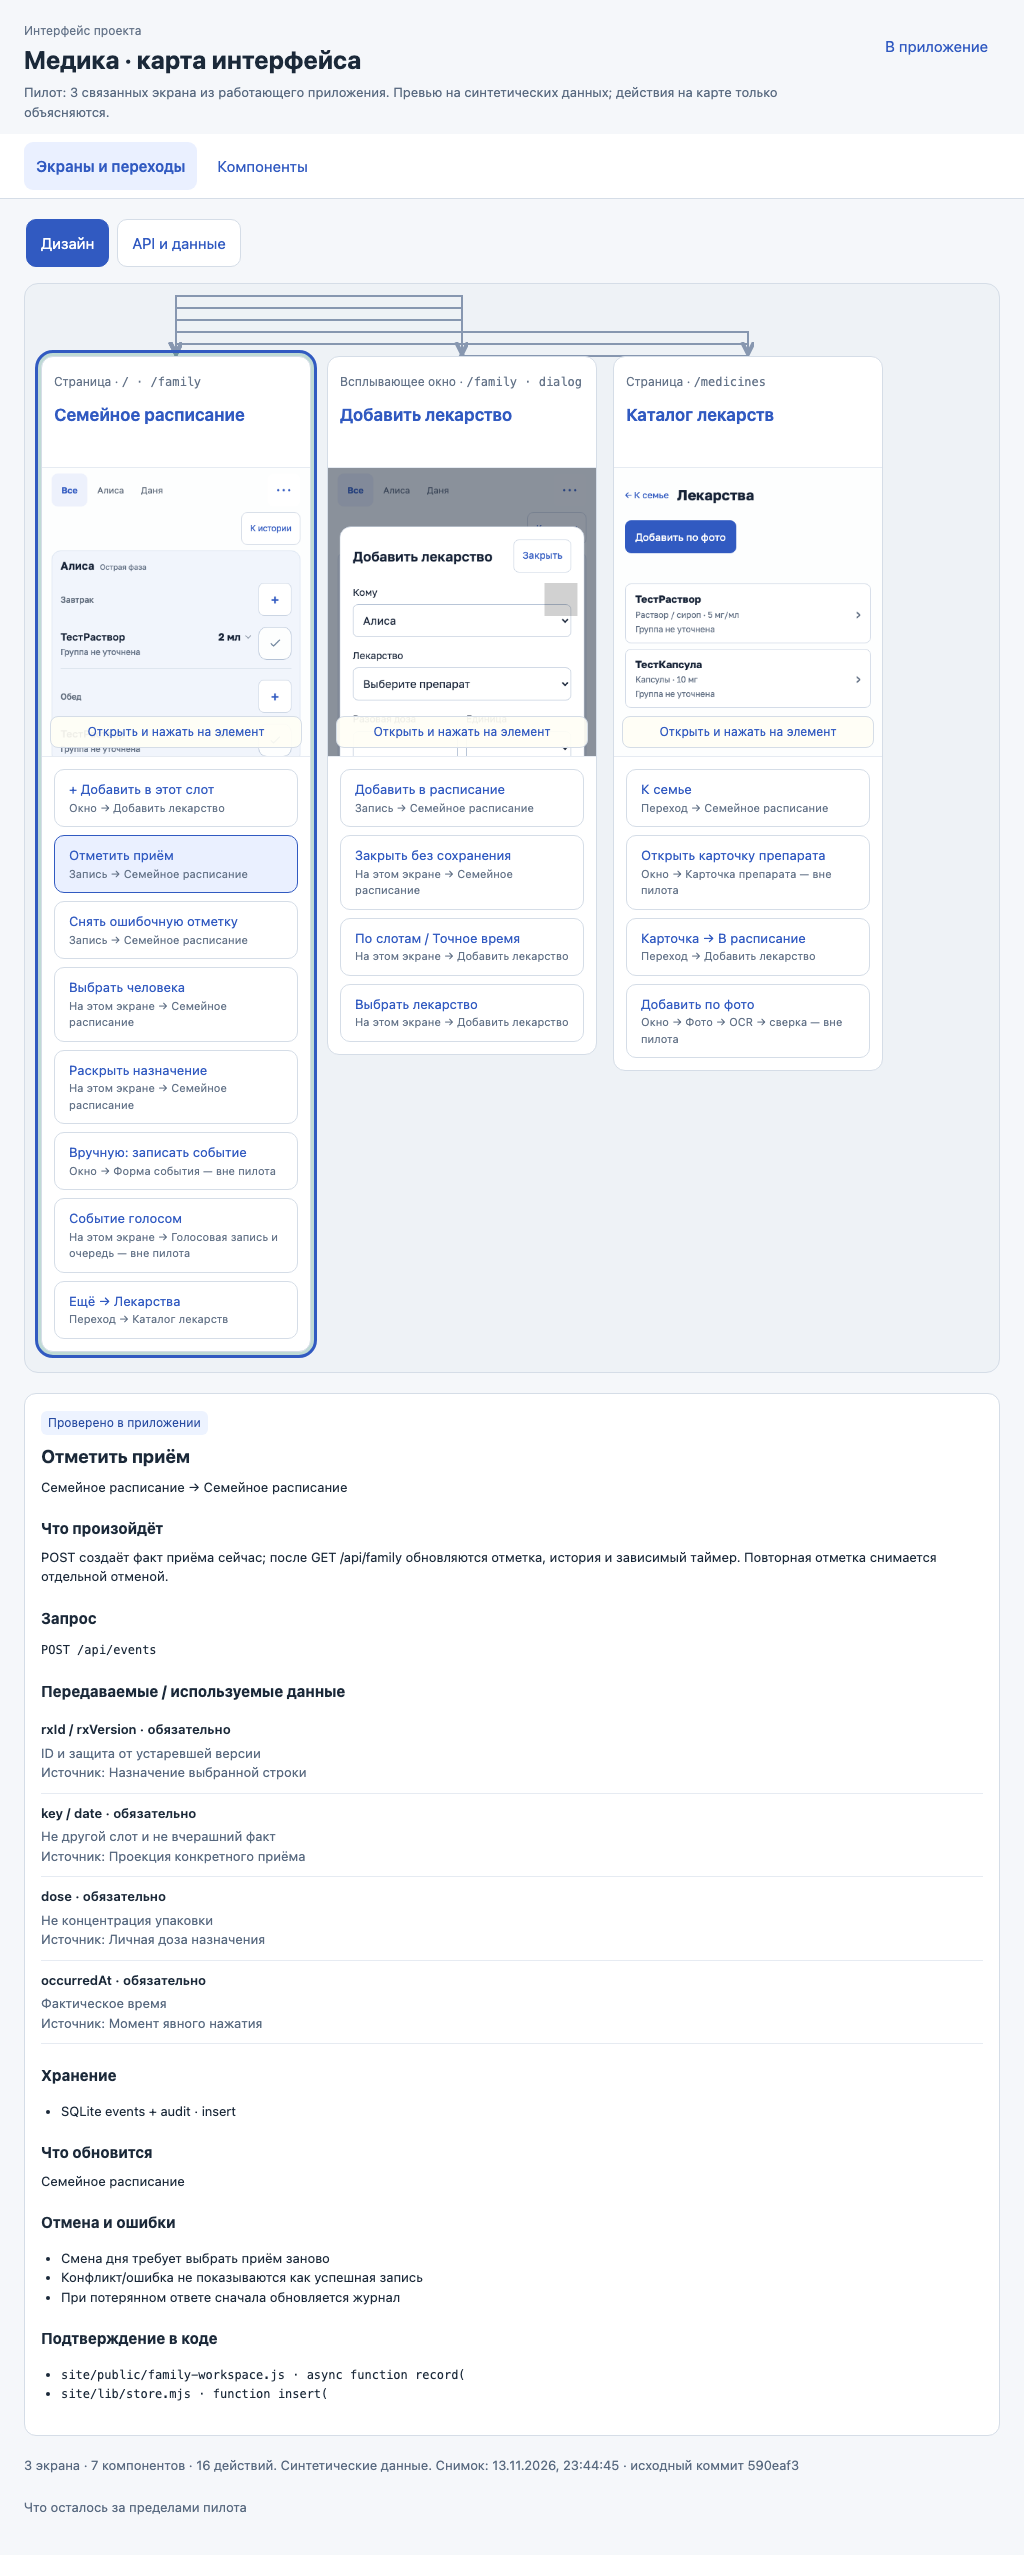 Интерфейс проекта
Медика · карта интерфейса
В приложение
Пилот: 3 связанных экрана из работающего приложения. Превью на синтетических данных; действия на карте только
объясняются.
Экраны и переходы
Компоненты
Дизайн
API и данные
Страница · / · /family
Семейное расписание
Все
Алиса
Даня
···
К истории
Алиса Острая фаза
Завтрак
+
ТестРаствор
2 мл
Группа не уточнена
Обед
+
Открыть и нажать на элемент
Группа не уточнена
+ Добавить в этот слот
Окно → Добавить лекарство
Отметить приём
Запись → Семейное расписание
Снять ошибочную отметку
Запись → Семейное расписание
Выбрать человека
На этом экране → Семейное
расписание
Раскрыть назначение
На этом экране → Семейное
расписание
Вручную: записать событие
Окно → Форма события — вне пилота
Событие голосом
На этом экране → Голосовая запись и
очередь — вне пилота
Ещё → Лекарства
Переход → Каталог лекарств
Всплывающее окно · /family · dialog
Добавить лекарство
Все
Алиса
Даня
···
Добавить лекарство
Закрыть
Кому
Алиса
Лекарство
Выберите препарат
Разовая доза
Единица
Открыть и нажать на элемент
Добавить в расписание
Запись → Семейное расписание
Закрыть без сохранения
На этом экране → Семейное
расписание
По слотам / Точное время
На этом экране → Добавить лекарство
Выбрать лекарство
На этом экране → Добавить лекарство
Страница · /medicines
Каталог лекарств
← К семье
Лекарства
Добавить по фото
ТестРаствор
Раствор / сироп · 5 мг/мл
Группа не уточнена
ТестКапсула
Капсулы · 10 мг
Группа не уточнена
Открыть и нажать на элемент
К семье
Переход → Семейное расписание
Открыть карточку препарата
Окно → Карточка препарата — вне
пилота
Карточка → В расписание
Переход → Добавить лекарство
Добавить по фото
Окно → Фото → OCR → сверка — вне
пилота
Проверено в приложении
Отметить приём
Семейное расписание → Семейное расписание
Что произойдёт
POST создаёт факт приёма сейчас; после GET /api/family обновляются отметка, история и зависимый таймер. Повторная отметка снимается
отдельной отменой.
Запрос
POST /api/events
Передаваемые / используемые данные
rxId / rxVersion · обязательно
ID и защита от устаревшей версии
Источник: Назначение выбранной строки
key / date · обязательно
Не другой слот и не вчерашний факт
Источник: Проекция конкретного приёма
dose · обязательно
Не концентрация упаковки
Источник: Личная доза назначения
occurredAt · обязательно
Фактическое время
Источник: Момент явного нажатия
Хранение
• SQLite events + audit · insert
Что обновится
Семейное расписание
Отмена и ошибки
• Смена дня требует выбрать приём заново
• Конфликт/ошибка не показываются как успешная запись
• При потерянном ответе сначала обновляется журнал
Подтверждение в коде
• site/public/family-workspace.js · async function record(
• site/lib/store.mjs · function insert(
3 экрана · 7 компонентов · 16 действий. Синтетические данные. Снимок: 13.11.2026, 23:44:45 · исходный коммит 590eaf3
Что осталось за пределами пилота